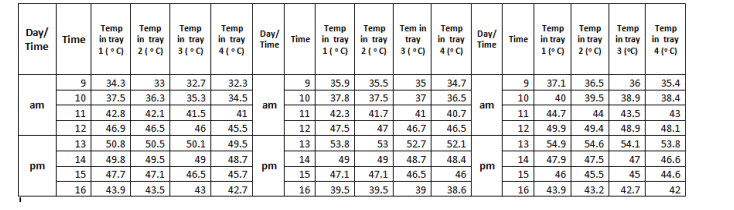 Day/ Time Time Temp in tray 1 ( ° C) Temp in tray 2 ( ° C) Temp in tray 3 ( ° C) Temp in tray 4 ( ° C) Day/ Time Time Temp in tray 1 ( ° C) Temp in tray 2 ( ° C) Tem in tray 3 ( °C) Temp in tray 4 (° C) Day/ Time Time Temp in tray 1 (° C) Temp in tray 2 (° C) Temp in tray 3 (°C) Temp in tray 4 (° C)
am 9 34.3 33 32.7 32.3 am 9 35.9 35.5 35 34.7 am 9 37.1 36.5 36 35.4
10 37.5 36.3 35.3 34.5 10 37.8 37.5 37 36.5 10 40 39.5 38.9 38.4
11 42.8 42.1 41.5 41 11 42.3 41.7 41 40.7 11 44.7 44 43.5 43
12 46.9 46.5 46 45.5 12 47.5 47 46.7 46.5 12 49.9 49.4 48.9 48.1
pm 13 50.8 50.5 50.1 49.5 pm 13 53.8 53 52.7 52.1 pm 13 54.9 54.6 54.1 53.8
14 49.8 49.5 49 48.7 14 49 49 48.7 48.4 14 47.9 47.5 47 46.6
15 47.7 47.1 46.5 45.7 15 47.1 47.1 46.5 46 15 46 45.5 45 44.6
16 43.9 43.5 43 42.7 16 39.5 39.5 39 38.6 16 43.9 43.2 42.7 42